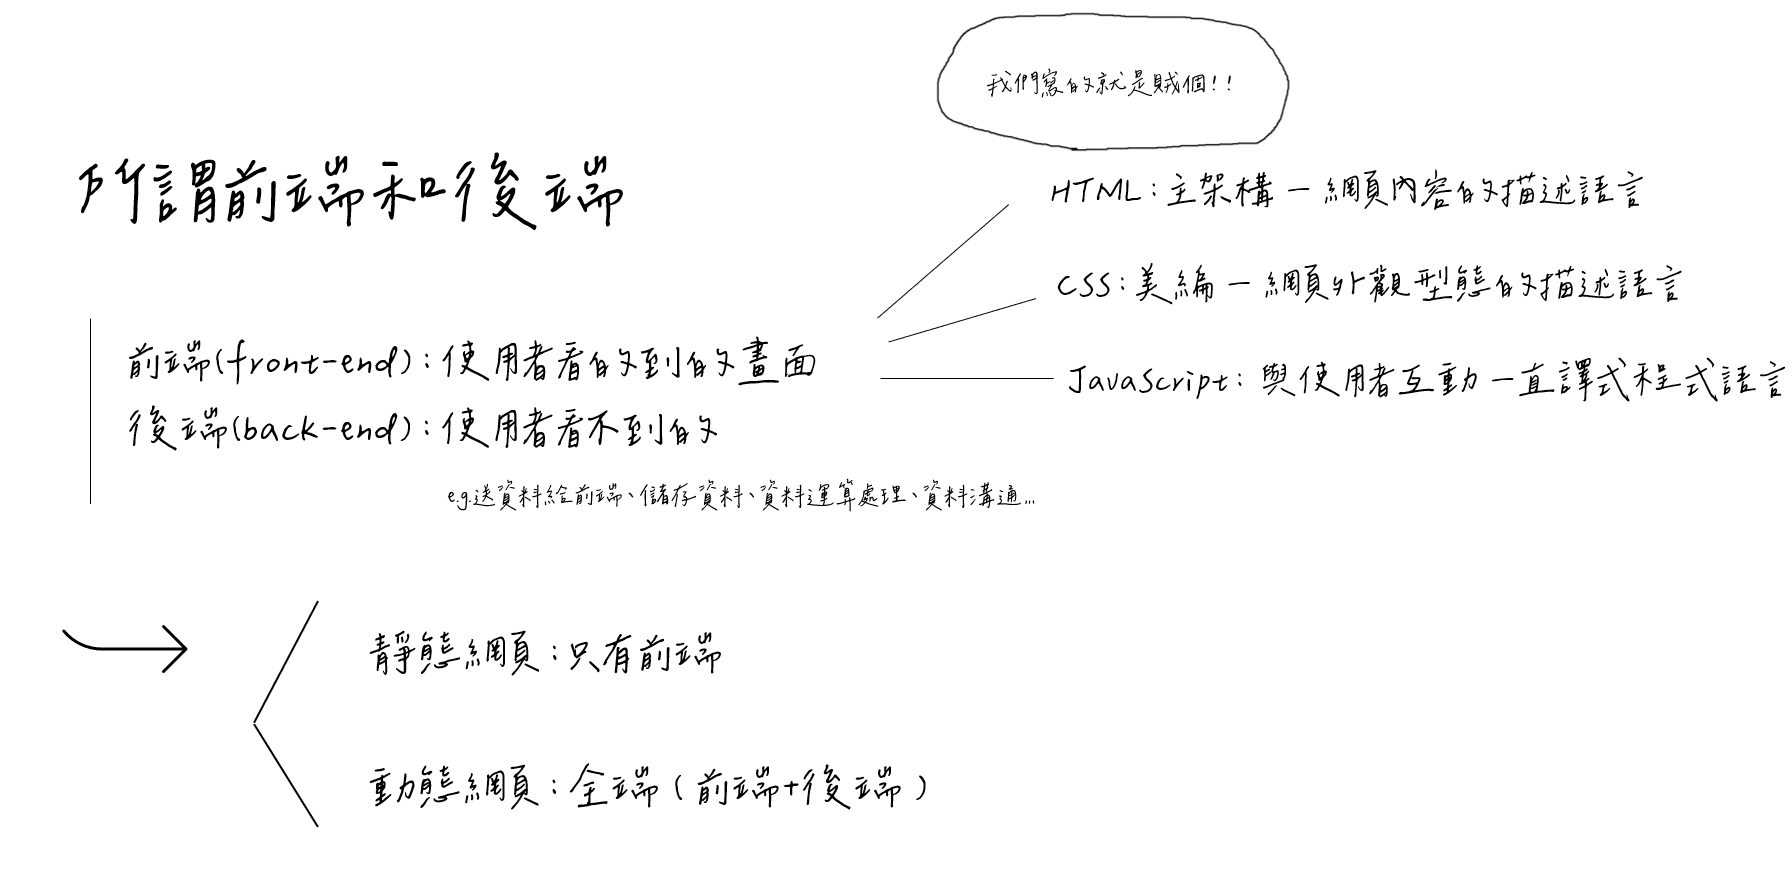 我們寫的就是賊個!!
所謂前端和後端
HTML:主架構－網頁內容的描述語言
CSS:美編－網頁外觀型態的描述語言
JavaScript:與使用者互動－直譯式程式語言
前端(front-end):使用者看的到的畫面
後端(back-end):使用者看不到的
e.g.送資料給前端、儲存資料、資料運算處理、資料溝通...
靜態網頁:只有前端
動態網頁:全端(前端+後端)